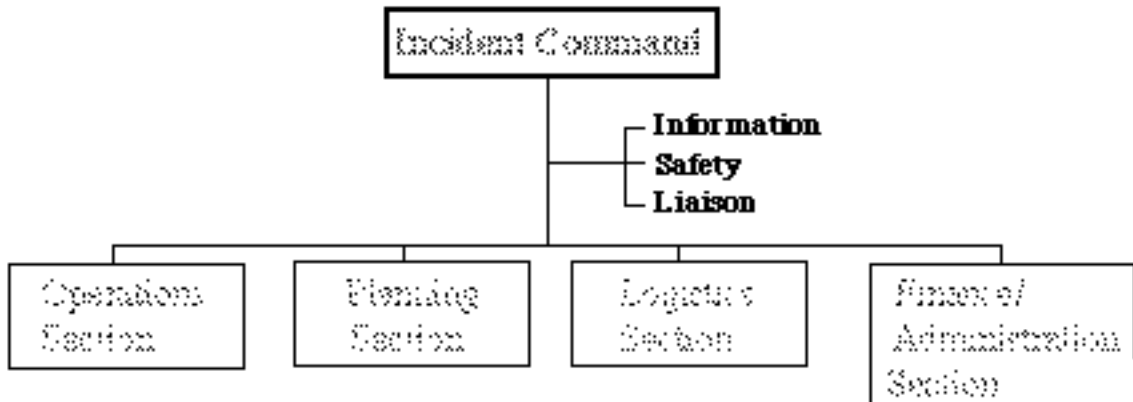 Incident Command
Information
Safety
Liaison
Operations
Section
Planning
Section
Logistics
Section
Finance/
Administration
Section